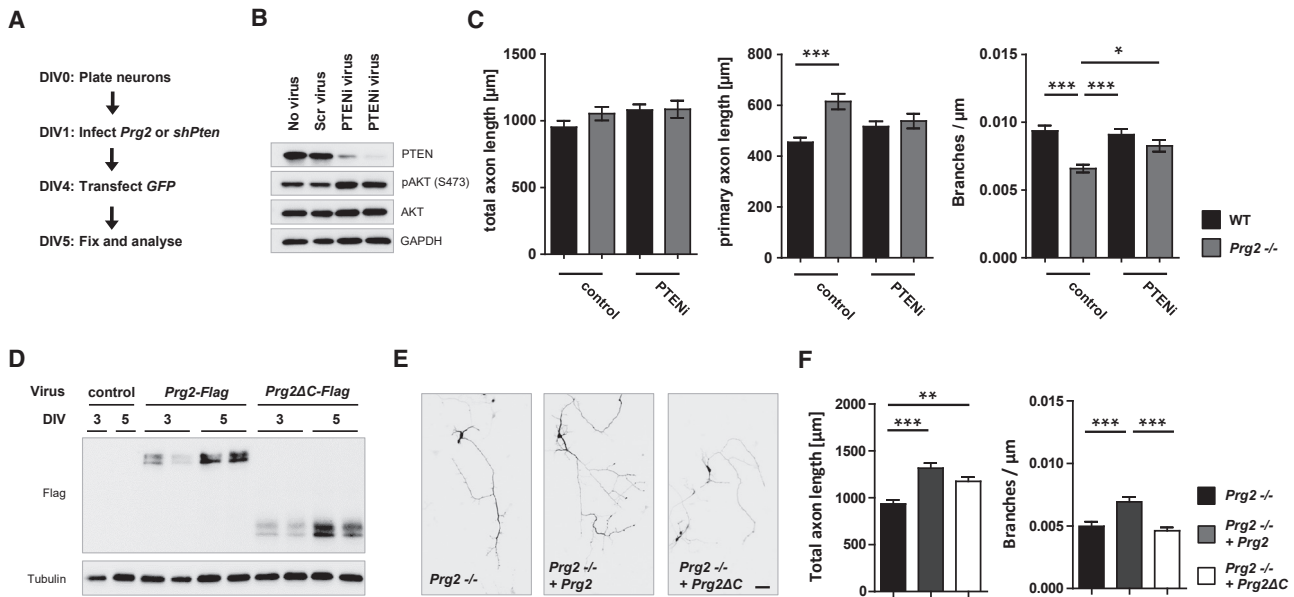 A
DIV0: Plate neurons
DIV1: Infect Prg2 or shPten
DIV4: Transfect GFP
DIV5: Fix and analyse
B
No virus
Scr virus
PTENi virus
PTENi virus
PTEN
pAKT (S473)
AKT
GAPDH
C
total axon length [µm]
1500
1000
500
0
control
PTENi
primary axon length [µm]
800
600
400
200
0
***
control
PTENi
Branches / µm
0.015
0.010
0.005
0.000
*
*** ***
control
PTENi
WT
Prg2 -/-
D
Virus control Prg2-Flag Prg2ΔC-Flag
DIV 3 5 3 5 3 5
Flag
Tubulin
E
Prg2 -/-
Prg2 -/-
+ Prg2
Prg2 -/-
+ Prg2ΔC
F
Total axon length [µm]
2000
1500
1000
500
0
**
***
Branches / µm
0.015
0.010
0.005
0.000
*** ***
Prg2 -/-
Prg2 -/-
+ Prg2
Prg2 -/-
+ Prg2ΔC